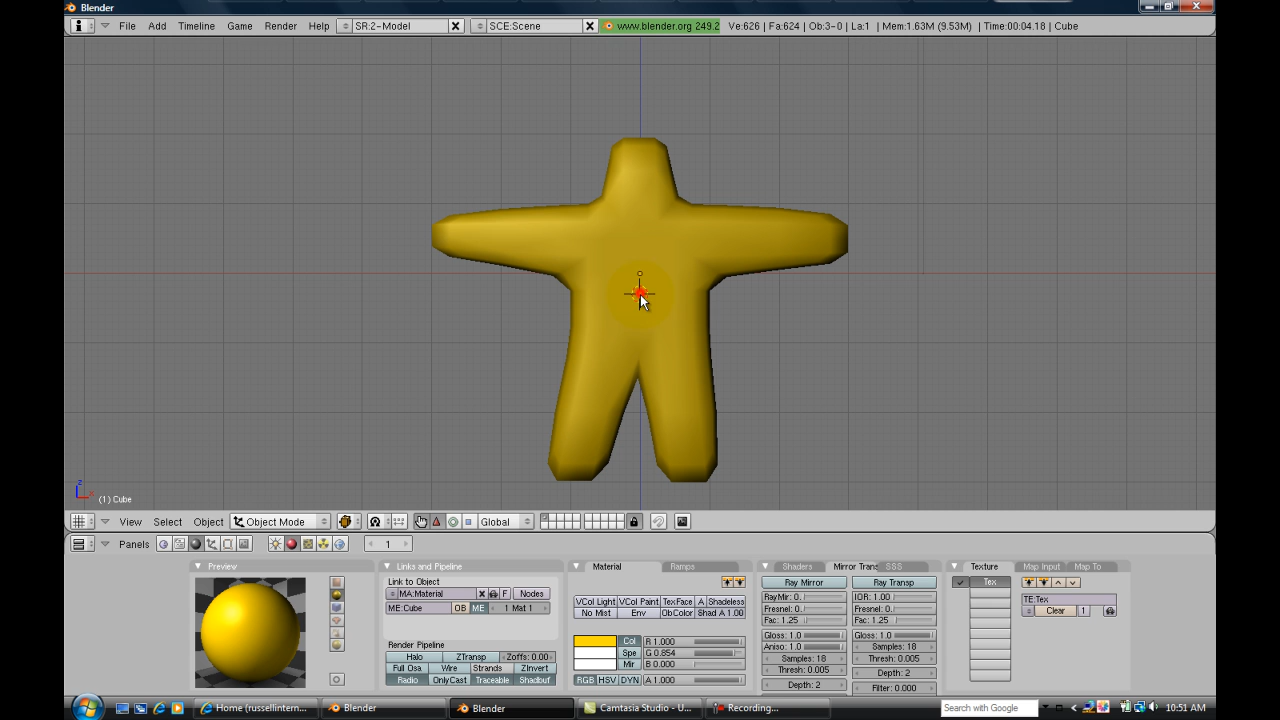 Blender
File Add Timeline Game Render Help SR:2-Model SCE:Scene www.blender.org 249.2 Ve:626 | Fa:624 | Ob:3-0 | La:1 | Mem:1.63M (9.53M) | Time:00:04.18 | Cube
z
x
(1) Cube
View Select Object Object Mode Global
Panels 1
Preview
Links and Pipeline
Link to Object
MA:Material F Nodes
ME:Cube OB ME 1 Mat 1
Render Pipeline
Halo ZTransp Zoffs: 0.00
Full Osa Wire Strands ZInvert
Radio OnlyCast Traceable Shadbuf
Material Ramps
VCol Light VCol Paint TexFace A Shadeless
No Mist Env ObColor Shad A 1.00
Col R 1.000
Spe G 0.854
Mir B 0.000
RGB HSV DYN A 1.000
Shaders Mirror Trans SSS
Ray Mirror Ray Transp
RayMir: 0. IOR: 1.00
Fresnel: 0. Fresnel: 0.
Fac: 1.25 Fac: 1.25
Gloss: 1.0 Gloss: 1.0
Aniso: 1.0 Samples: 18
Samples: 18 Thresh: 0.005
Thresh: 0.005 Depth: 2
Depth: 2 Filter: 0.000
Texture Map Input Map To
Tex
TE:Tex
Clear 1
Home (russellintern... Blender Blender Camtasia Studio - U... Recording... Search with Google 10:51 AM